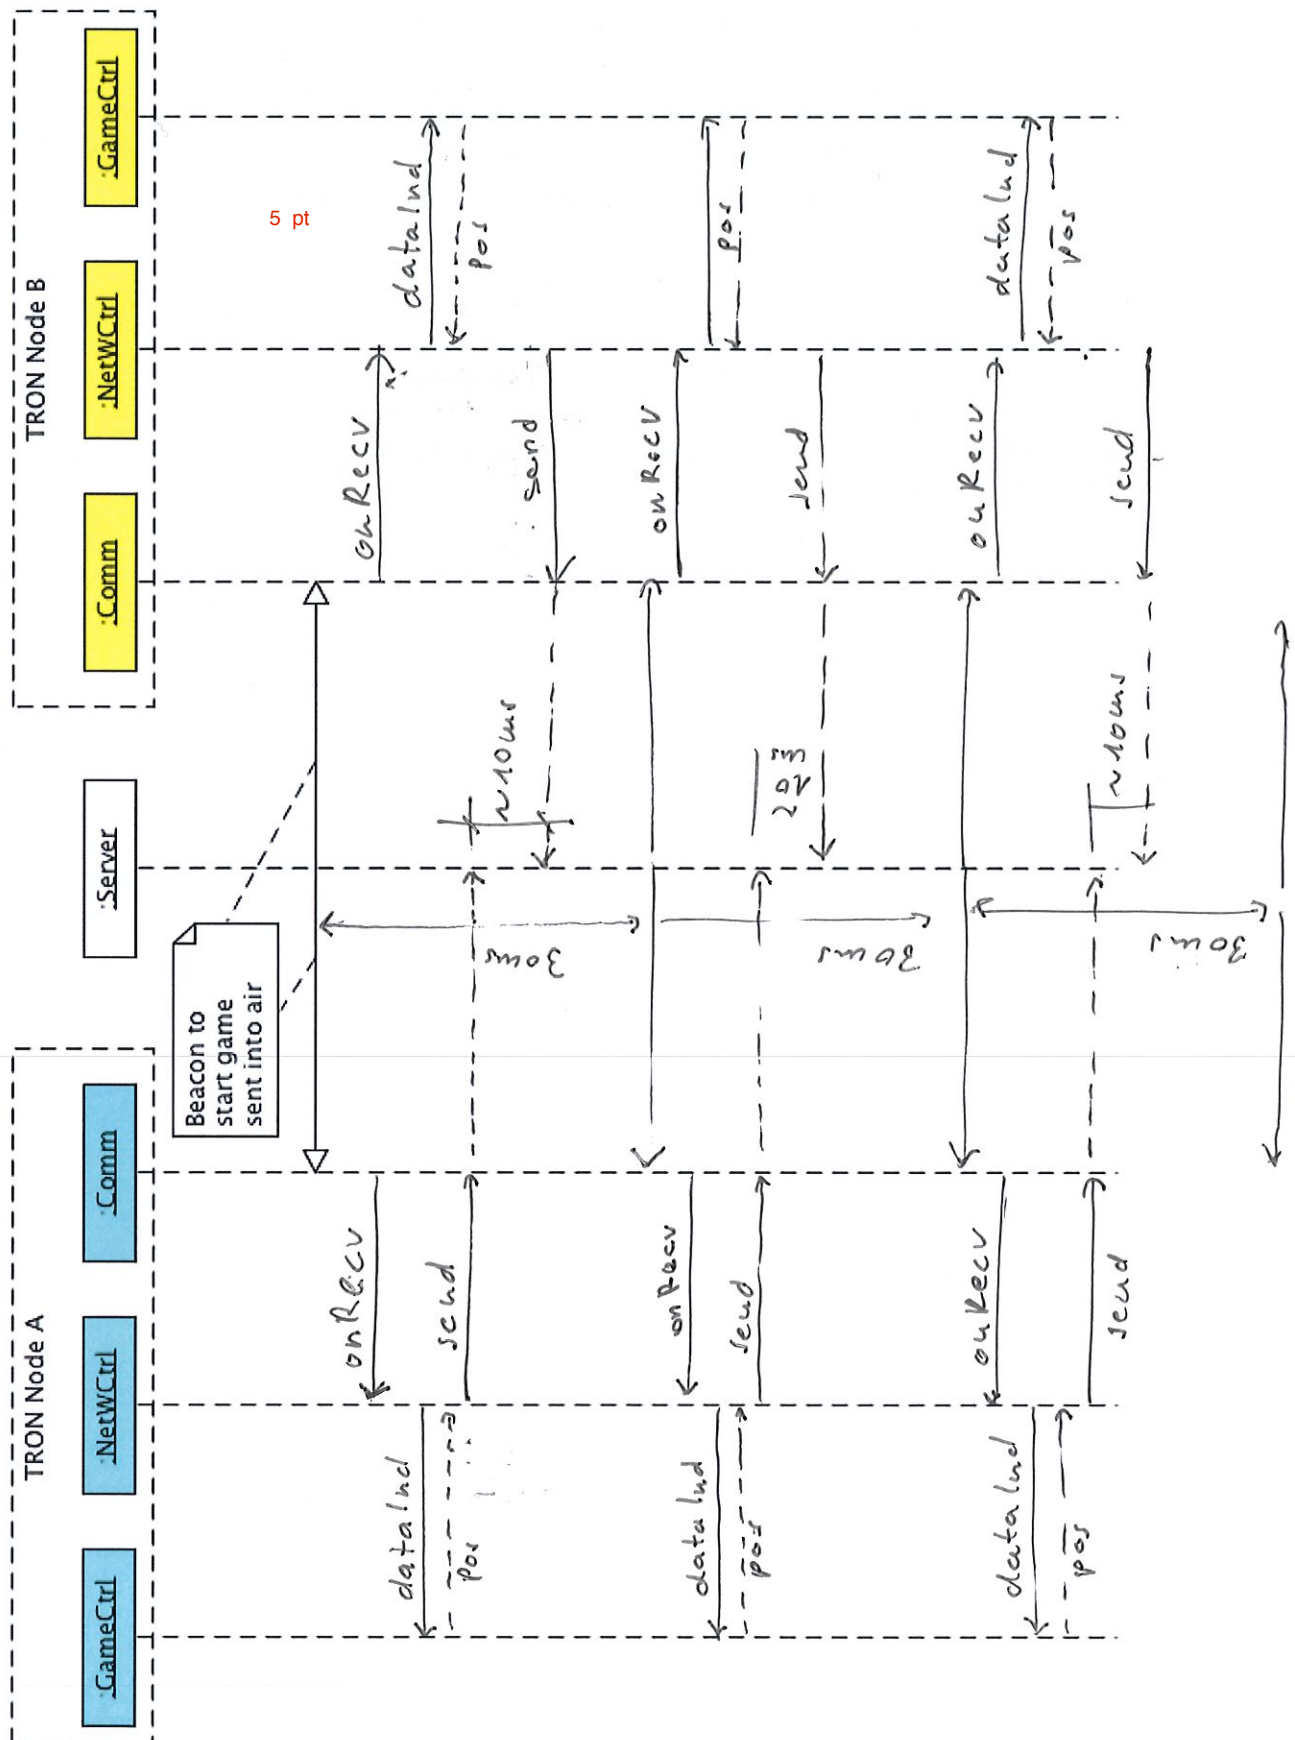 TRON Node A
TRON Node B
:GameCtrl
:NetWCtrl
:Comm
:Server
:Comm
:NetWCtrl
:GameCtrl
Beacon to
start game
sent into air
5 pt
onRecv
onRecv
dataInd
dataInd
pos
pos
send
~10ms
send
30ms
onRecv
onRecv
dataInd
pos
pos
send
send
30ms
onRecv
onRecv
dataInd
dataInd
pos
pos
send
~10ms
send
30ms